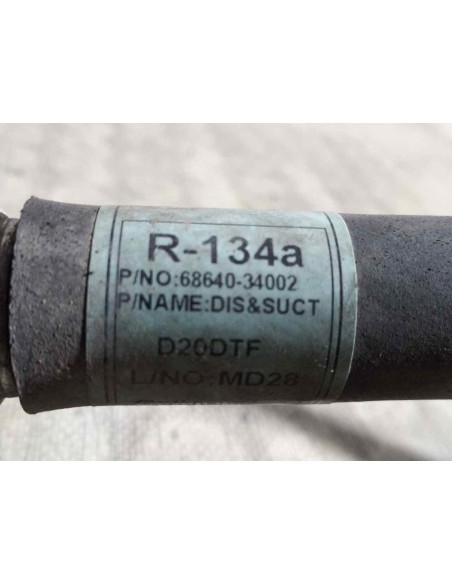 R-134a
P/NO:68640-34002
P/NAME:DIS&SUCT
D20DTF
L/NO:MD28